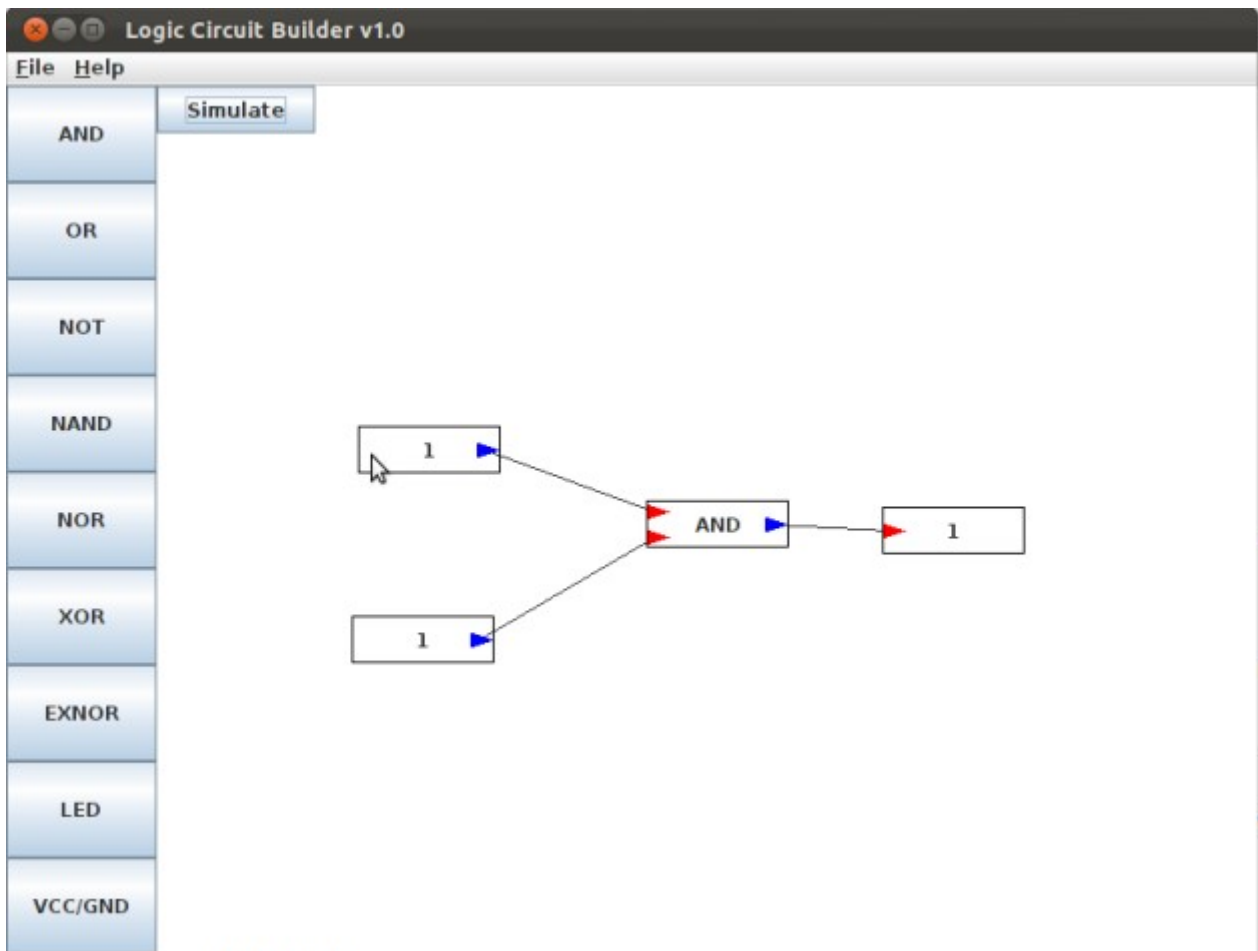 Logic Circuit Builder v1.0
File Help
AND
Simulate
OR
NOT
NAND
NOR
XOR
EXNOR
LED
VCC/GND
1
AND
1
1